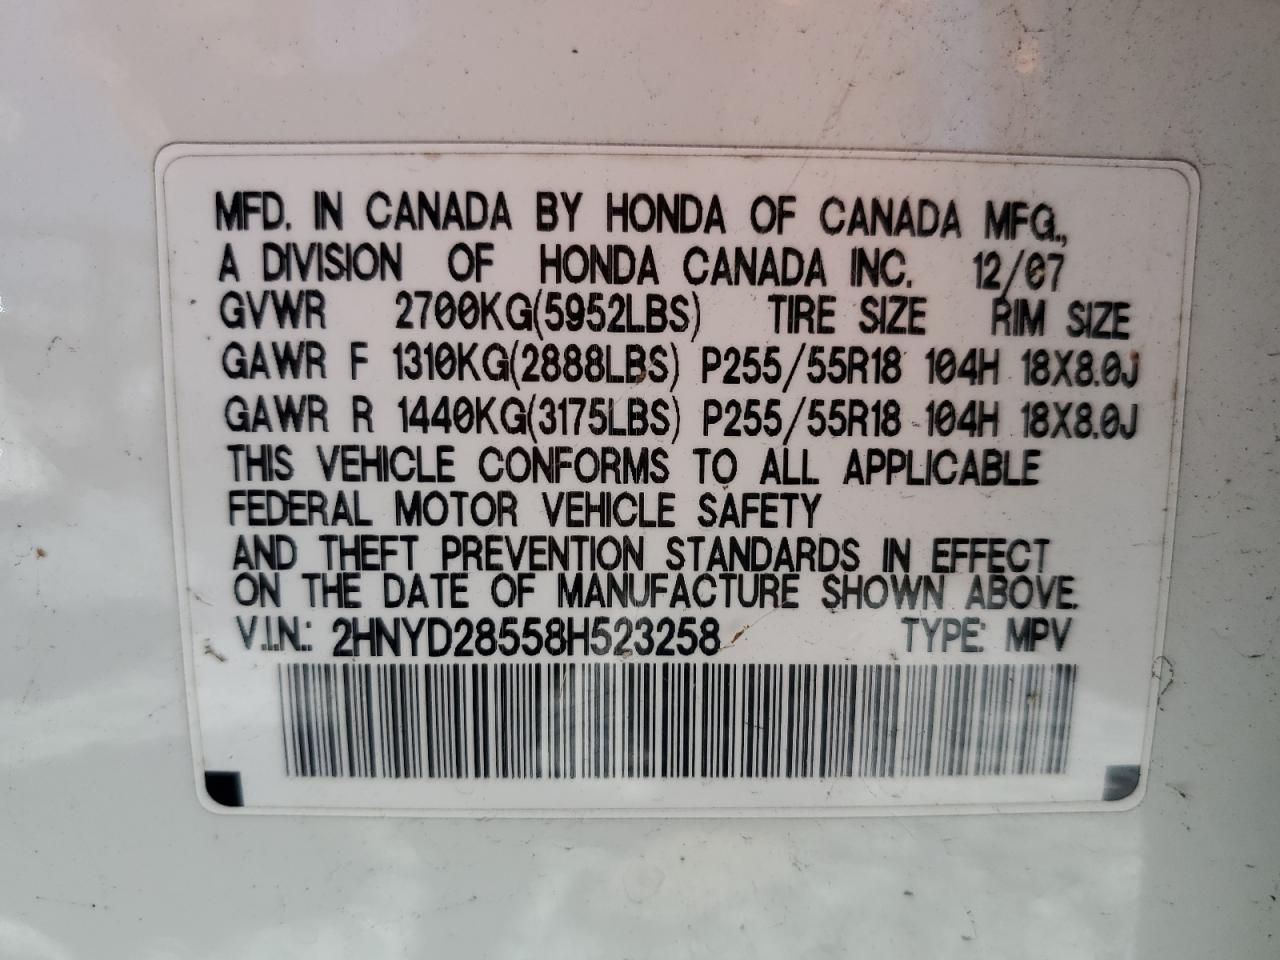 MFD. IN CANADA BY HONDA OF CANADA MFG.,
A DIVISION OF HONDA CANADA INC. 12/07
GVWR 2700KG(5952LBS) TIRE SIZE RIM SIZE
GAWR F 1310KG(2888LBS) P255/55R18 104H 18X8.0J
GAWR R 1440KG(3175LBS) P255/55R18 104H 18X8.0J
THIS VEHICLE CONFORMS TO ALL APPLICABLE
FEDERAL MOTOR VEHICLE SAFETY
AND THEFT PREVENTION STANDARDS IN EFFECT
ON THE DATE OF MANUFACTURE SHOWN ABOVE.
V.I.N.: 2HNYD28558H523258 TYPE: MPV